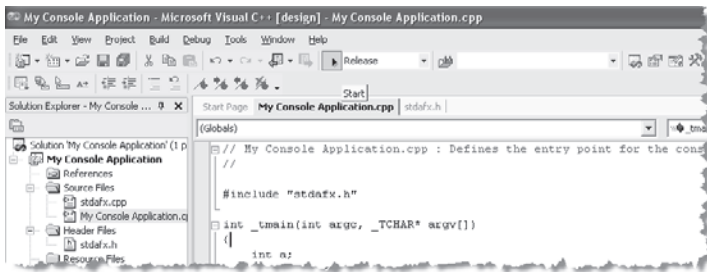 My Console Application - Microsoft Visual C++ [design] - My Console Application.cpp
File Edit View Project Build Debug Tools Window Help
Release
Start
Solution Explorer - My Console ...
Start Page My Console Application.cpp stdafx.h
(Globals)
_tma
Solution 'My Console Application' (1 p
My Console Application
References
Source Files
stdafx.cpp
My Console Application.c
Header Files
stdafx.h
Resource Files
// My Console Application.cpp : Defines the entry point for the cons
//
#include "stdafx.h"
int _tmain(int argc, _TCHAR* argv[])
{
int a;